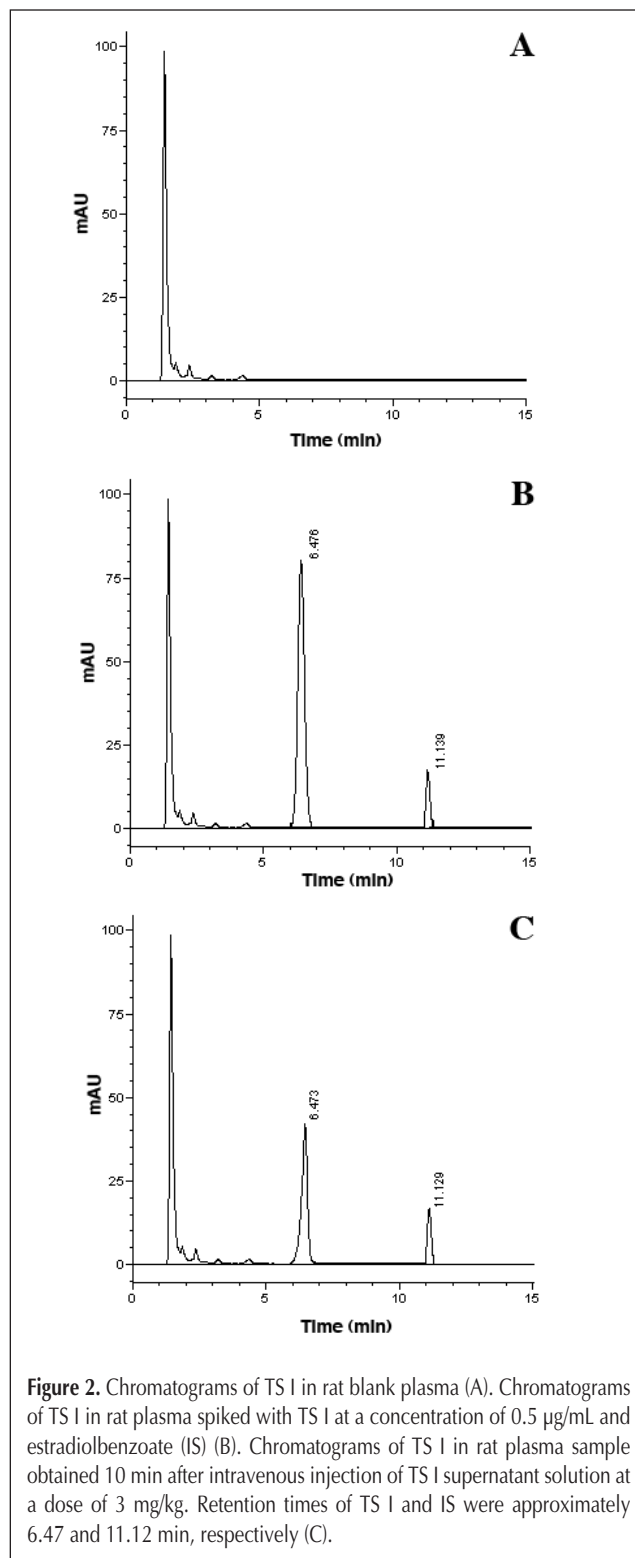 A
100
75
50
25
0
mAU
0 5 10 15
Time (min)
B
100
75
50
25
0
mAU
6.476
11.139
0 5 10 15
Time (min)
C
100
75
50
25
0
mAU
6.473
11.129
0 5 10 15
Time (min)
Figure 2. Chromatograms of TS I in rat blank plasma (A). Chromatograms
of TS I in rat plasma spiked with TS I at a concentration of 0.5 µg/mL and
estradiolbenzoate (IS) (B). Chromatograms of TS I in rat plasma sample
obtained 10 min after intravenous injection of TS I supernatant solution at
a dose of 3 mg/kg. Retention times of TS I and IS were approximately
6.47 and 11.12 min, respectively (C).